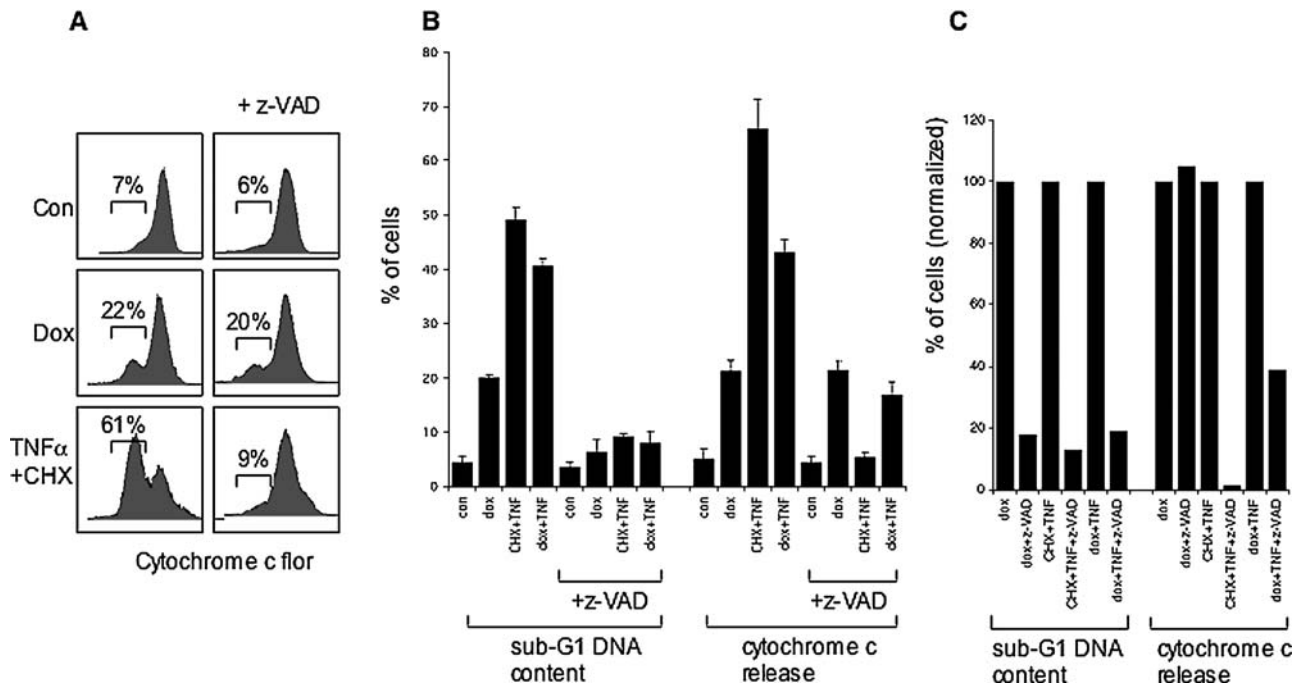 A
+ z-VAD
Con
7%
6%
Dox
22%
20%
TNFα
+CHX
61%
9%
Cytochrome c flor
B
% of cells
80
70
60
50
40
30
20
10
0
con
dox
CHX+TNF
dox+TNF
con
dox
CHX+TNF
dox+TNF
con
dox
CHX+TNF
dox+TNF
con
dox
CHX+TNF
dox+TNF
+z-VAD
+z-VAD
sub-G1 DNA
content
cytochrome c
release
C
% of cells (normalized)
120
100
80
60
40
20
0
dox
dox+z-VAD
CHX+TNF
CHX+TNF+z-VAD
dox+TNF
dox+TNF+z-VAD
dox
dox+z-VAD
CHX+TNF
CHX+TNF+z-VAD
dox+TNF
dox+TNF+z-VAD
sub-G1 DNA
content
cytochrome c
release